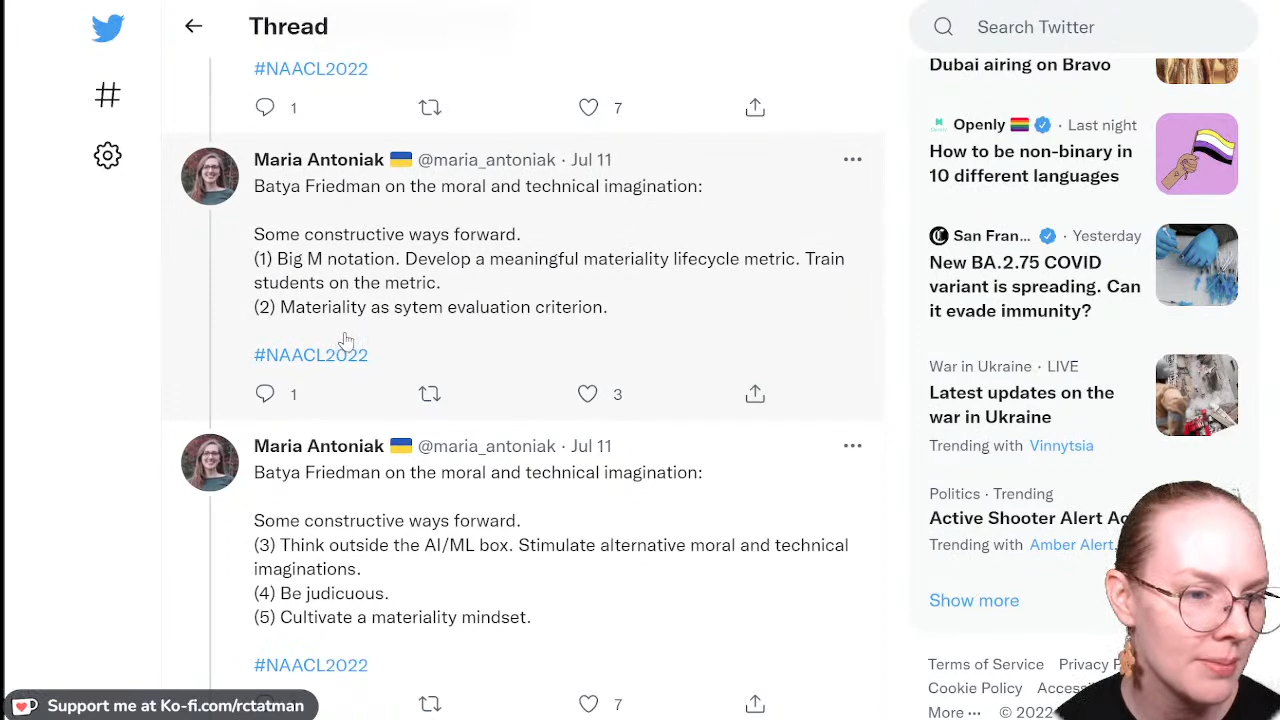 Thread
Search Twitter
#NAACL2022
1
7
Maria Antoniak @maria_antoniak · Jul 11
Batya Friedman on the moral and technical imagination:
Some constructive ways forward.
(1) Big M notation. Develop a meaningful materiality lifecycle metric. Train
students on the metric.
(2) Materiality as sytem evaluation criterion.
#NAACL2022
1
3
Maria Antoniak @maria_antoniak · Jul 11
Batya Friedman on the moral and technical imagination:
Some constructive ways forward.
(3) Think outside the AI/ML box. Stimulate alternative moral and technical
imaginations.
(4) Be judicuous.
(5) Cultivate a materiality mindset.
#NAACL2022
7
Dubai airing on Bravo
Openly · Last night
How to be non-binary in
10 different languages
San Fran... · Yesterday
New BA.2.75 COVID
variant is spreading. Can
it evade immunity?
War in Ukraine · LIVE
Latest updates on the
war in Ukraine
Trending with Vinnytsia
Politics · Trending
Active Shooter Alert
Trending with Amber Alert,
Show more
Terms of Service
Cookie Policy
More ··· © 2022
Support me at Ko-fi.com/rctatman